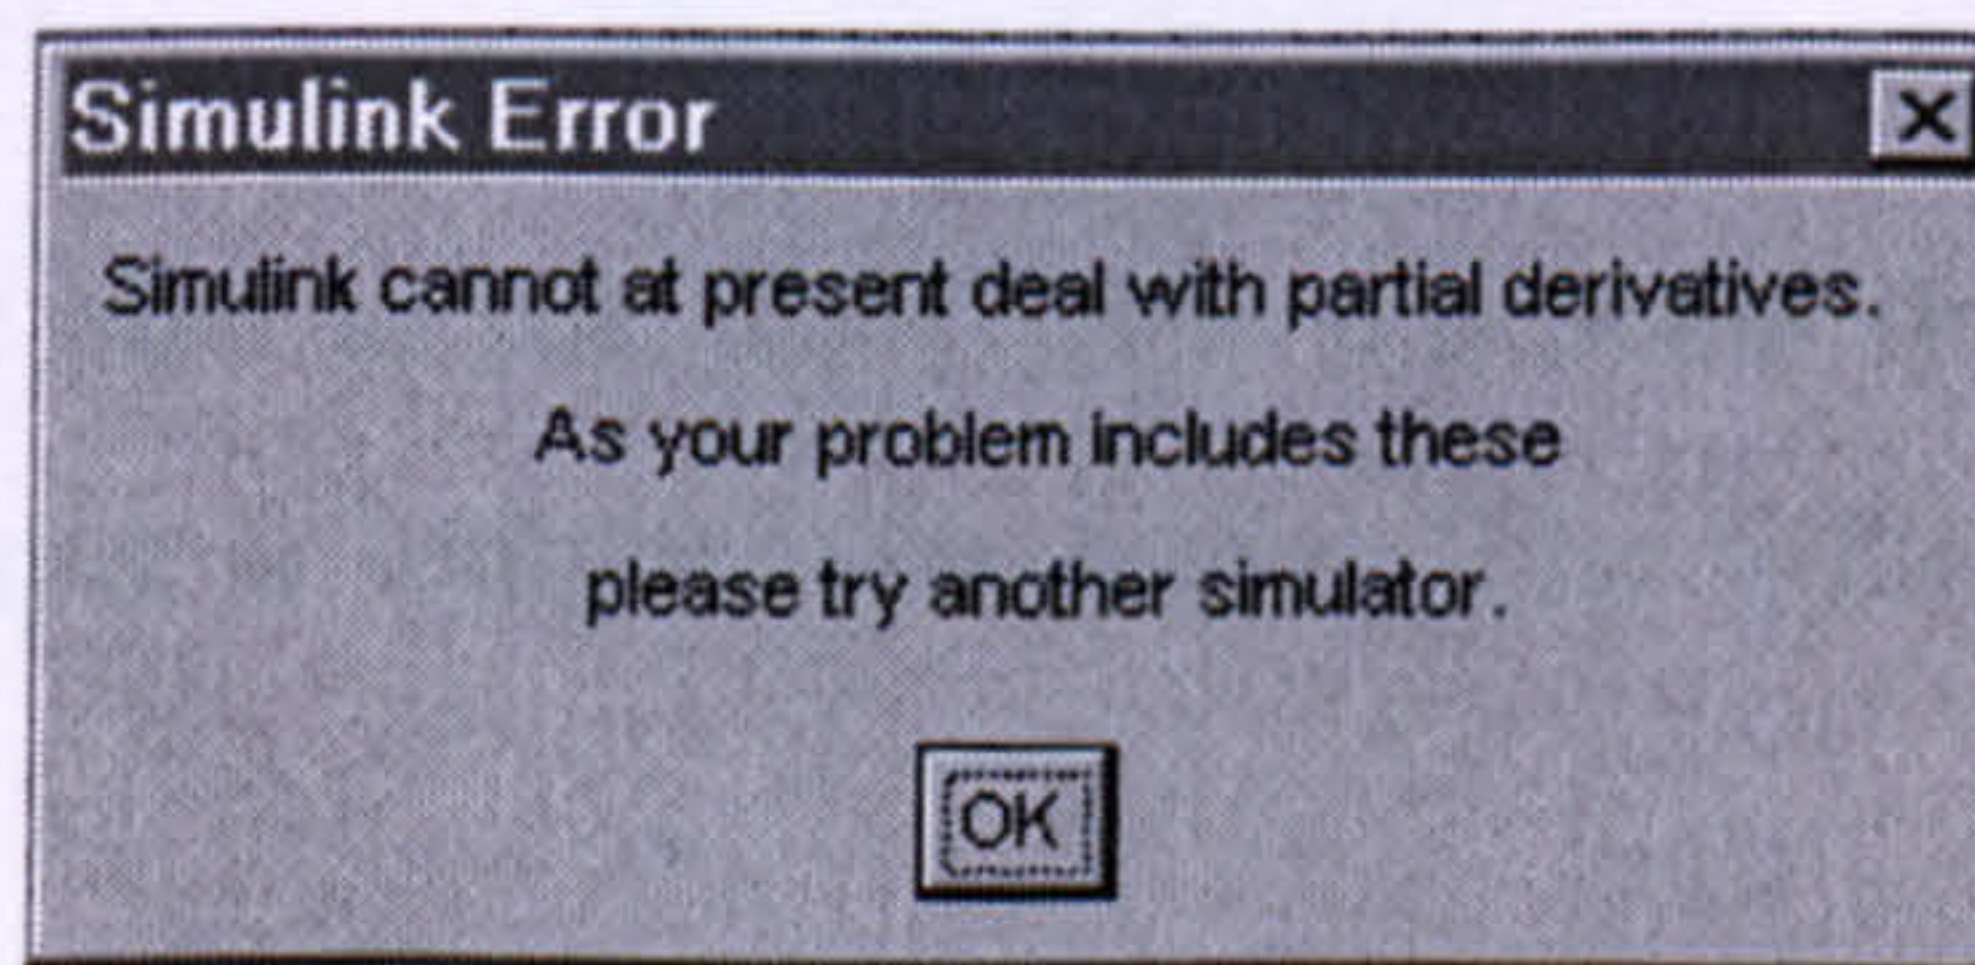 Simulink Error
Simulink cannot at present deal with partial derivatives.
As your problem includes these
please try another simulator.
OK